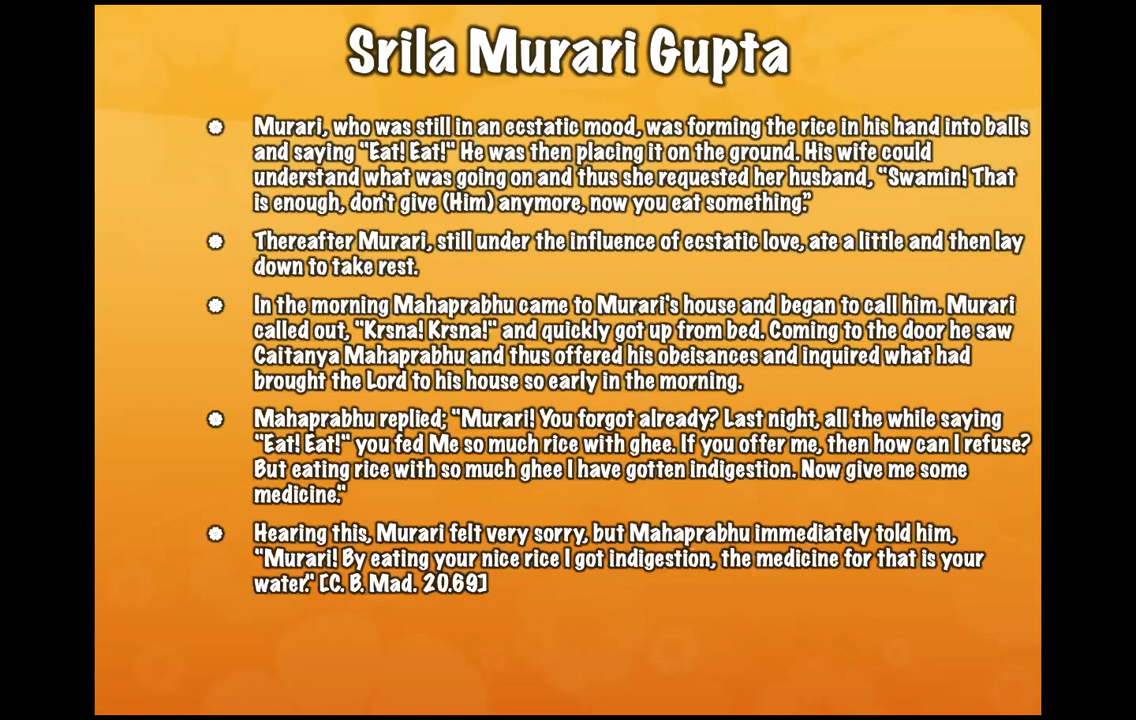 Srila Murari Gupta
Murari, who was still in an ecstatic mood, was forming the rice in his hand into balls
and saying "Eat! Eat!" He was then placing it on the ground. His wife could
understand what was going on and thus she requested her husband, "Swamin! That
is enough, don't give (Him) anymore, now you eat something."
Thereafter Murari, still under the influence of ecstatic love, ate a little and then lay
down to take rest.
In the morning Mahaprabhu came to Murari's house and began to call him. Murari
called out, "Krsna! Krsna!" and quickly got up from bed. Coming to the door he saw
Caitanya Mahaprabhu and thus offered his obeisances and inquired what had
brought the Lord to his house so early in the morning.
Mahaprabhu replied; "Murari! You forgot already? Last night, all the while saying
"Eat! Eat!" you fed Me so much rice with ghee. If you offer me, then how can I refuse?
But eating rice with so much ghee I have gotten indigestion. Now give me some
medicine."
Hearing this, Murari felt very sorry, but Mahaprabhu immediately told him,
"Murari! By eating your nice rice I got indigestion, the medicine for that is your
water." [C. B. Mad. 20.69]